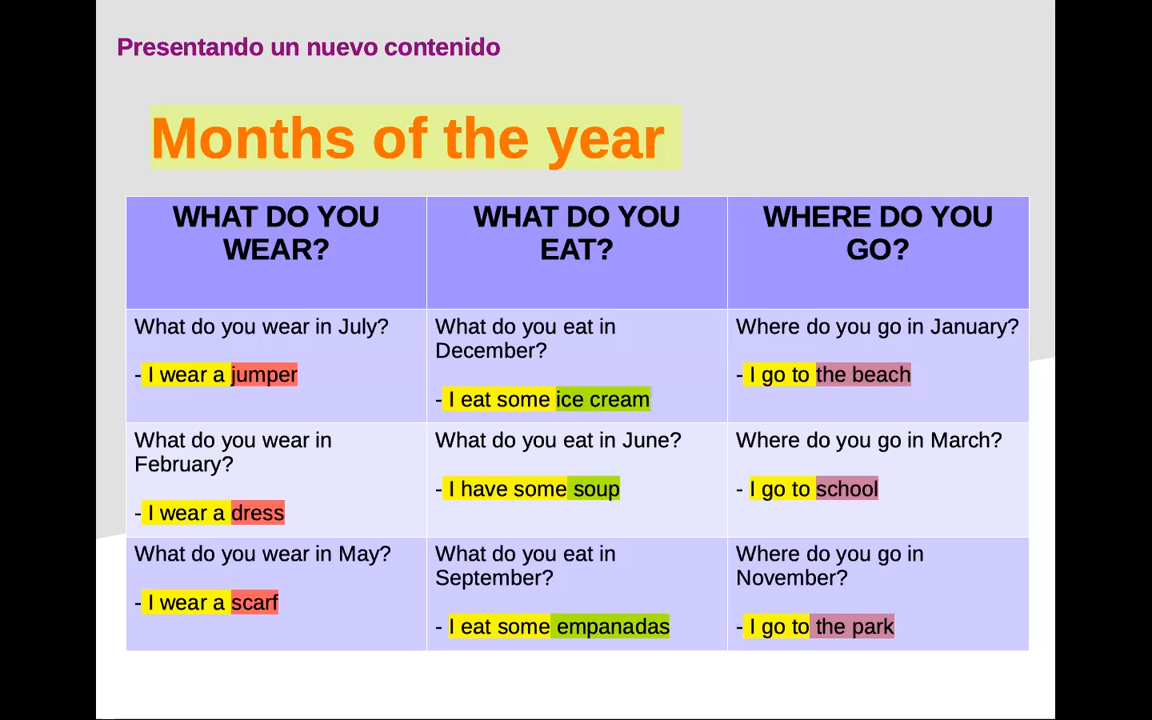 Presentando un nuevo contenido
Months of the year
WHAT DO YOU
WEAR?
WHAT DO YOU
EAT?
WHERE DO YOU
GO?
What do you wear in July?
- I wear a jumper
What do you eat in
December?
- I eat some ice cream
Where do you go in January?
- I go to the beach
What do you wear in
February?
- I wear a dress
What do you eat in June?
- I have some soup
Where do you go in March?
- I go to school
What do you wear in May?
- I wear a scarf
What do you eat in
September?
- I eat some empanadas
Where do you go in
November?
- I go to the park